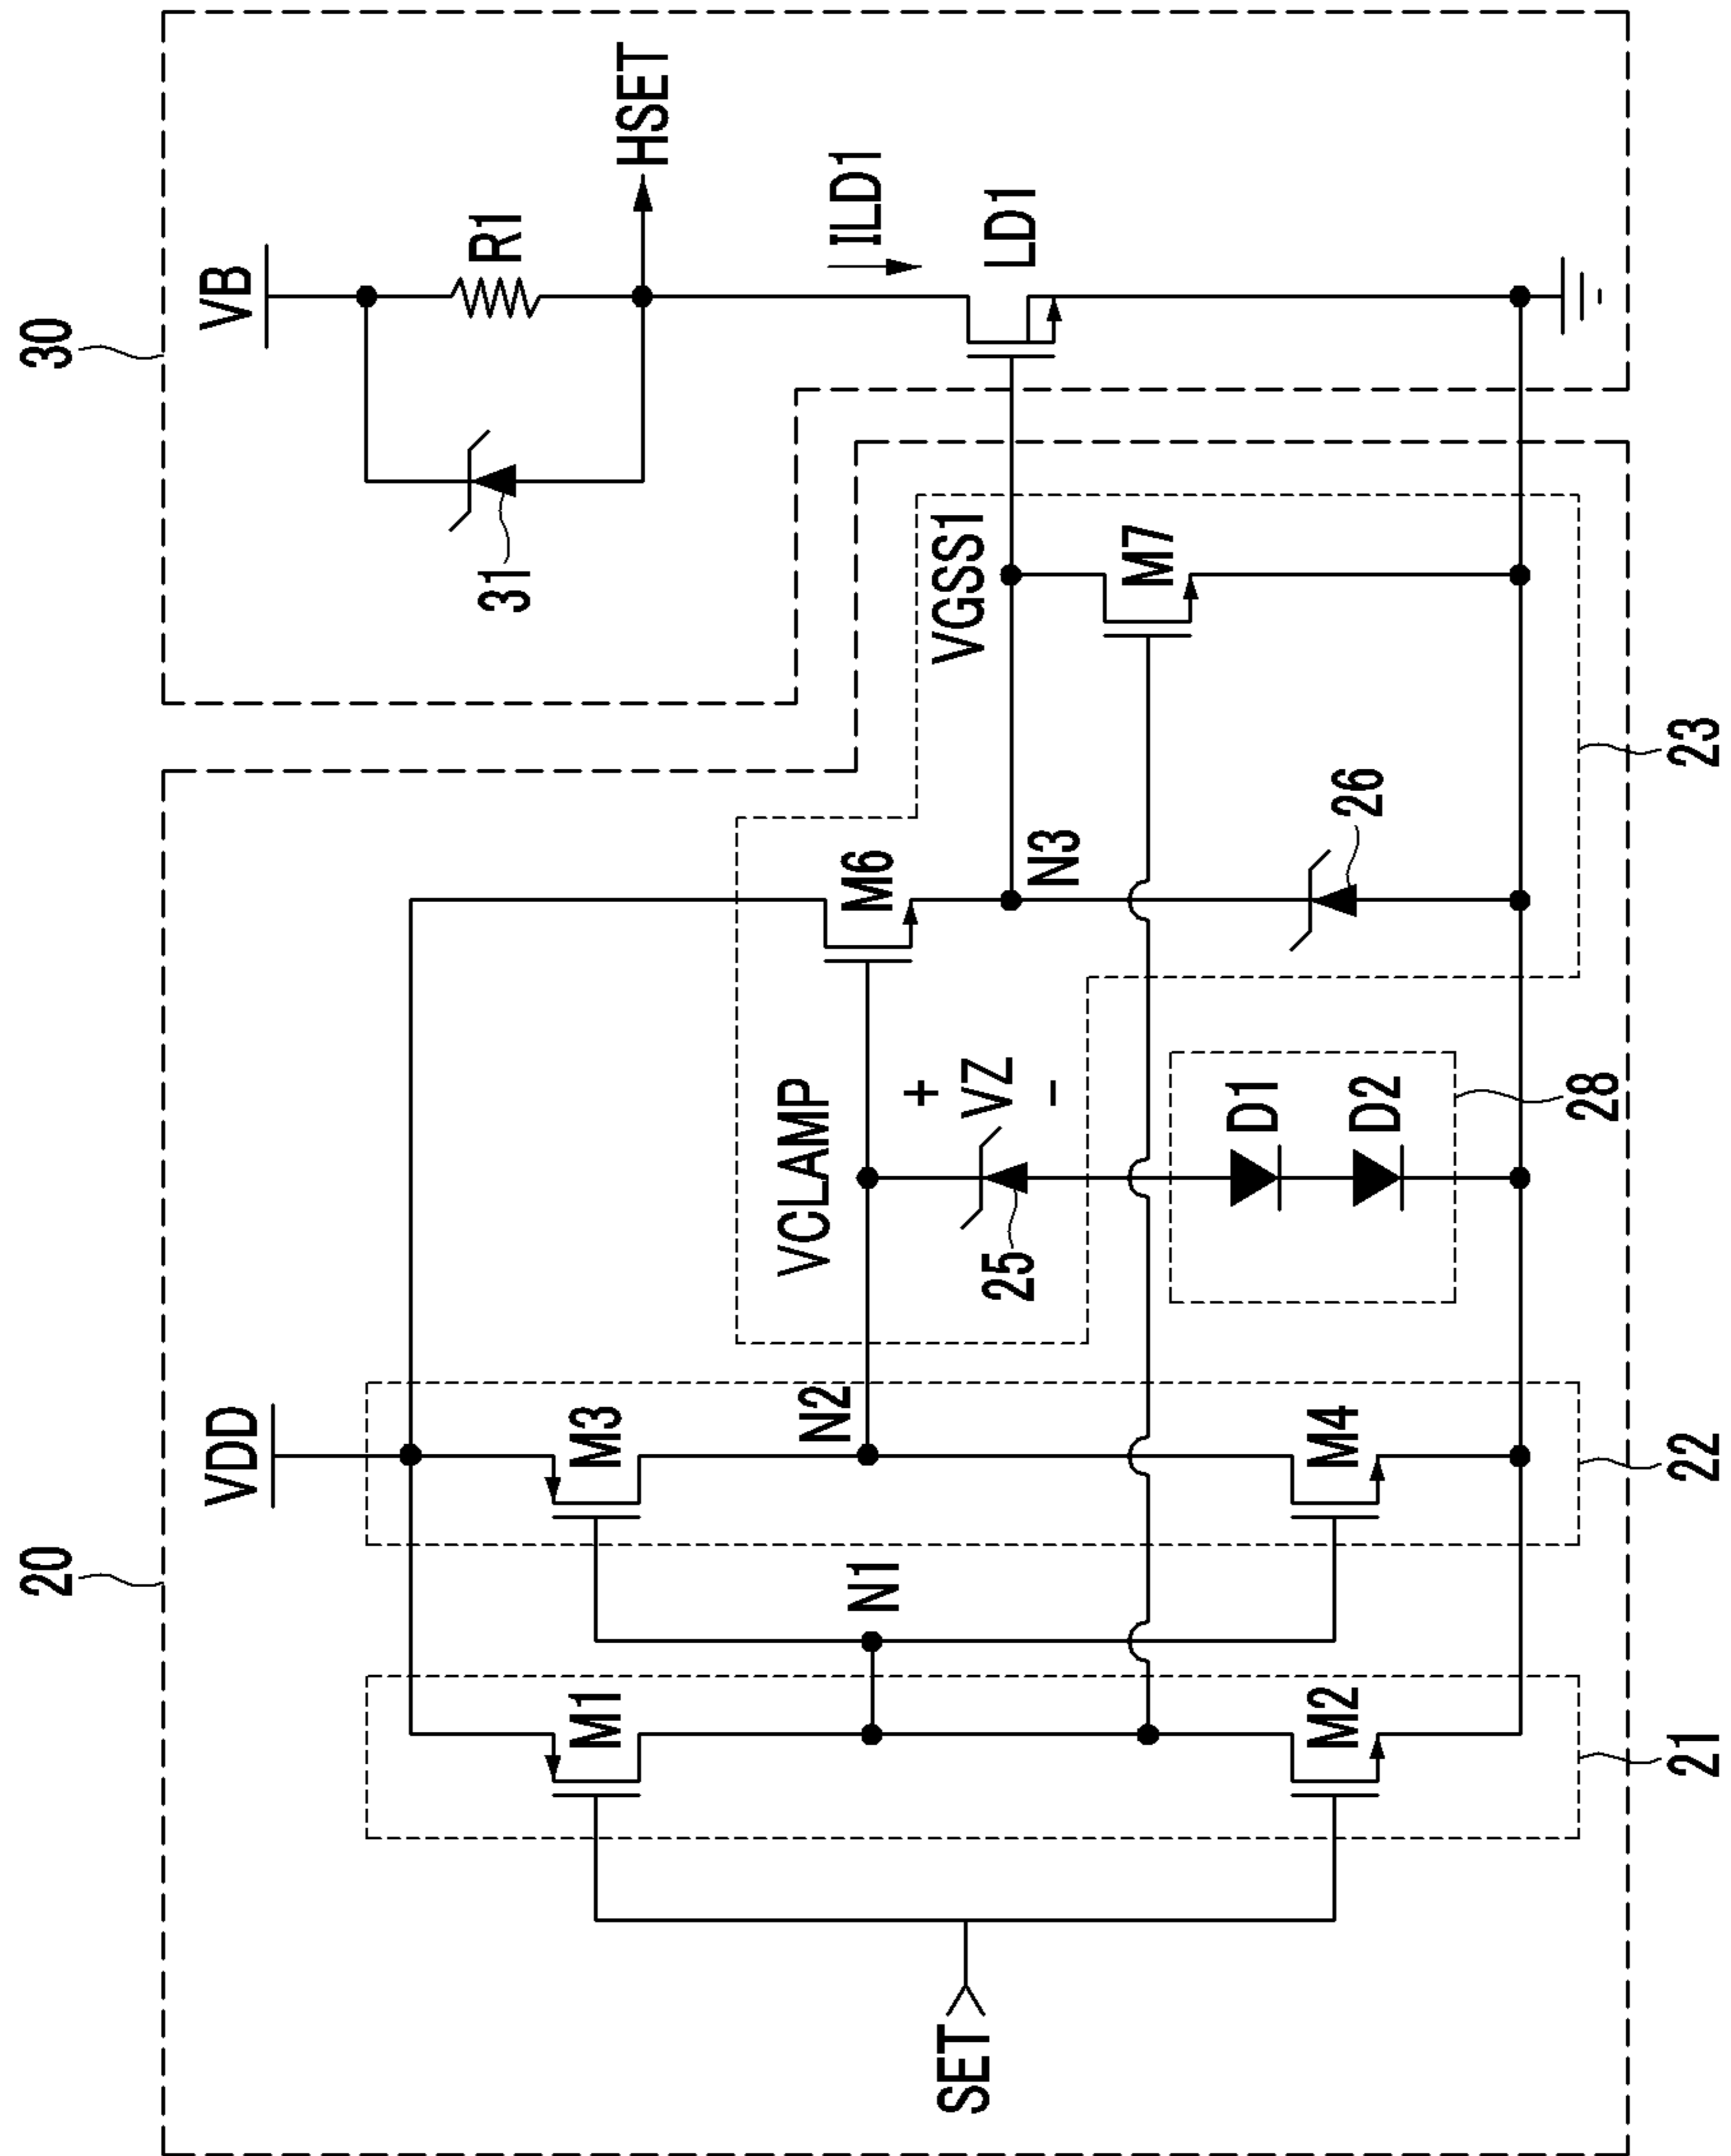 30
VB
R1
HSET
31
ILD1
LD1
20
VDD
M6
VGSS1
M7
N3
26
23
VCLAMP
+
VZ
-
25
D1
D2
28
M3
N2
M4
22
N1
M1
M2
21
SET